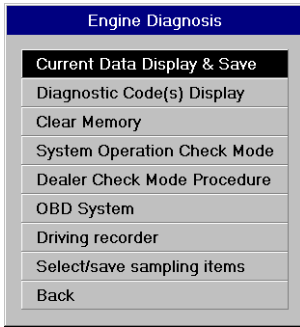 Engine Diagnosis
Current Data Display & Save
Diagnostic Code(s) Display
Clear Memory
System Operation Check Mode
Dealer Check Mode Procedure
OBD System
Driving recorder
Select/save sampling items
Back